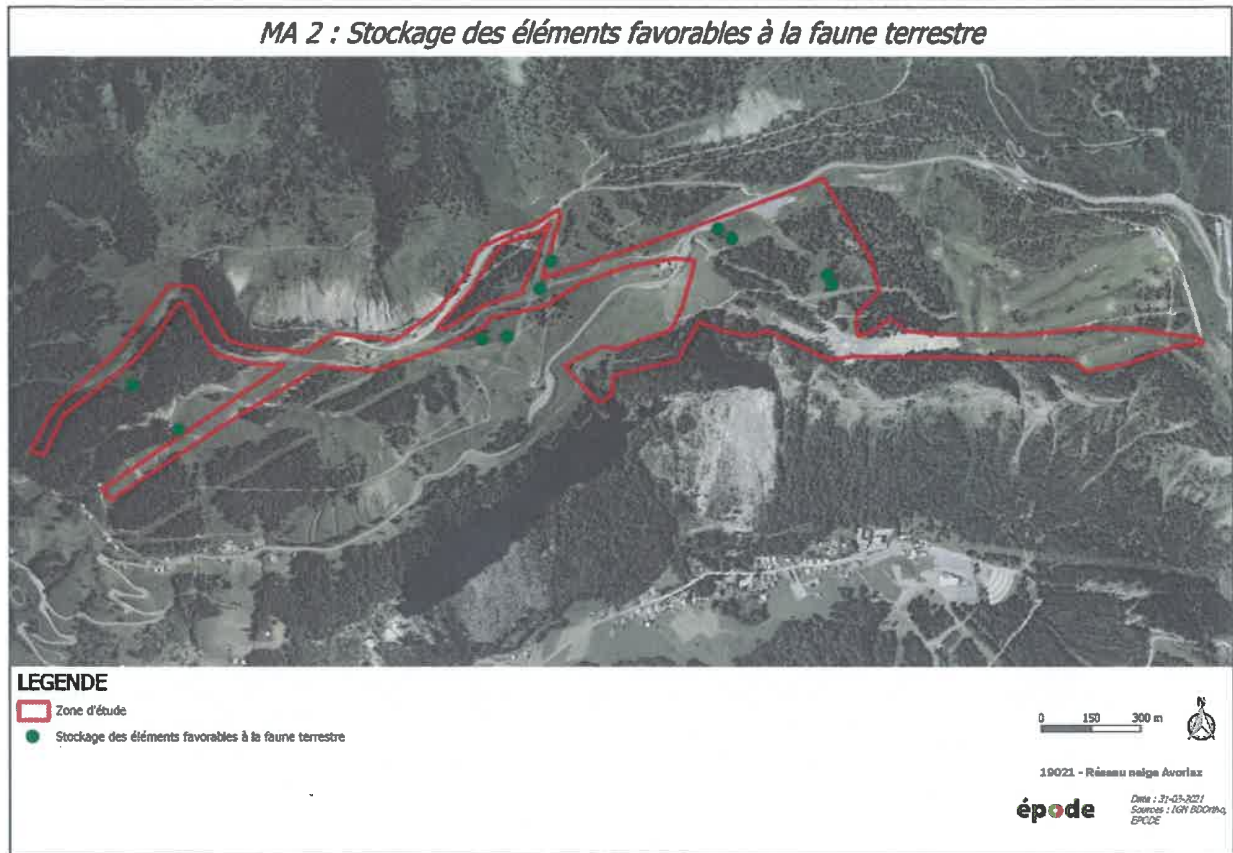 MA 2 : Stockage des éléments favorables à la faune terrestre
LEGENDE
Zone d'étude
Stockage des éléments favorables à la faune terrestre
0 150 300 m
N
19021 - Réseau neige Avoriaz
épode
Date : 31-03-2021
Sources : IGN BDOrtho,
EPODE